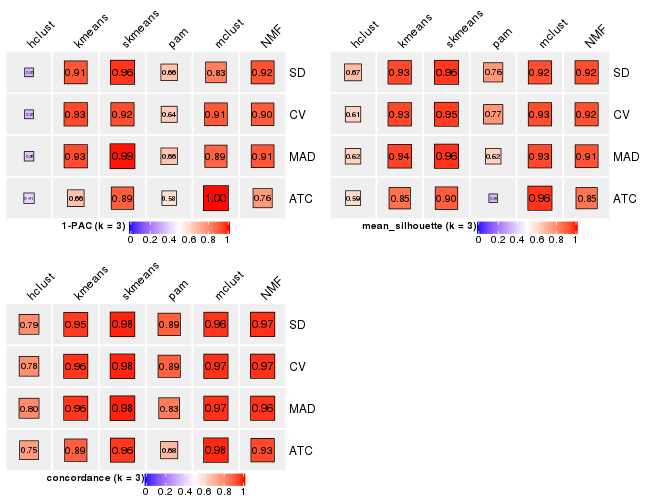 hclust kmeans skmeans pam mclust NMF
0.91 0.96 0.66 0.83 0.92 SD
0.93 0.92 0.64 0.91 0.90 CV
0.93 0.99 0.66 0.89 0.91 MAD
0.41 0.66 0.89 0.58 1.00 0.76 ATC
1-PAC (k = 3)
0 0.2 0.4 0.6 0.8 1
hclust kmeans skmeans pam mclust NMF
0.67 0.93 0.96 0.76 0.92 0.92 SD
0.61 0.93 0.95 0.77 0.93 0.92 CV
0.62 0.94 0.96 0.62 0.93 0.91 MAD
0.59 0.85 0.90 0.96 0.85 ATC
mean_silhouette (k = 3)
0 0.2 0.4 0.6 0.8 1
hclust kmeans skmeans pam mclust NMF
0.79 0.95 0.98 0.89 0.96 0.97 SD
0.78 0.96 0.98 0.89 0.97 0.97 CV
0.80 0.96 0.98 0.83 0.97 0.96 MAD
0.75 0.89 0.96 0.68 0.98 0.93 ATC
concordance (k = 3)
0 0.2 0.4 0.6 0.8 1